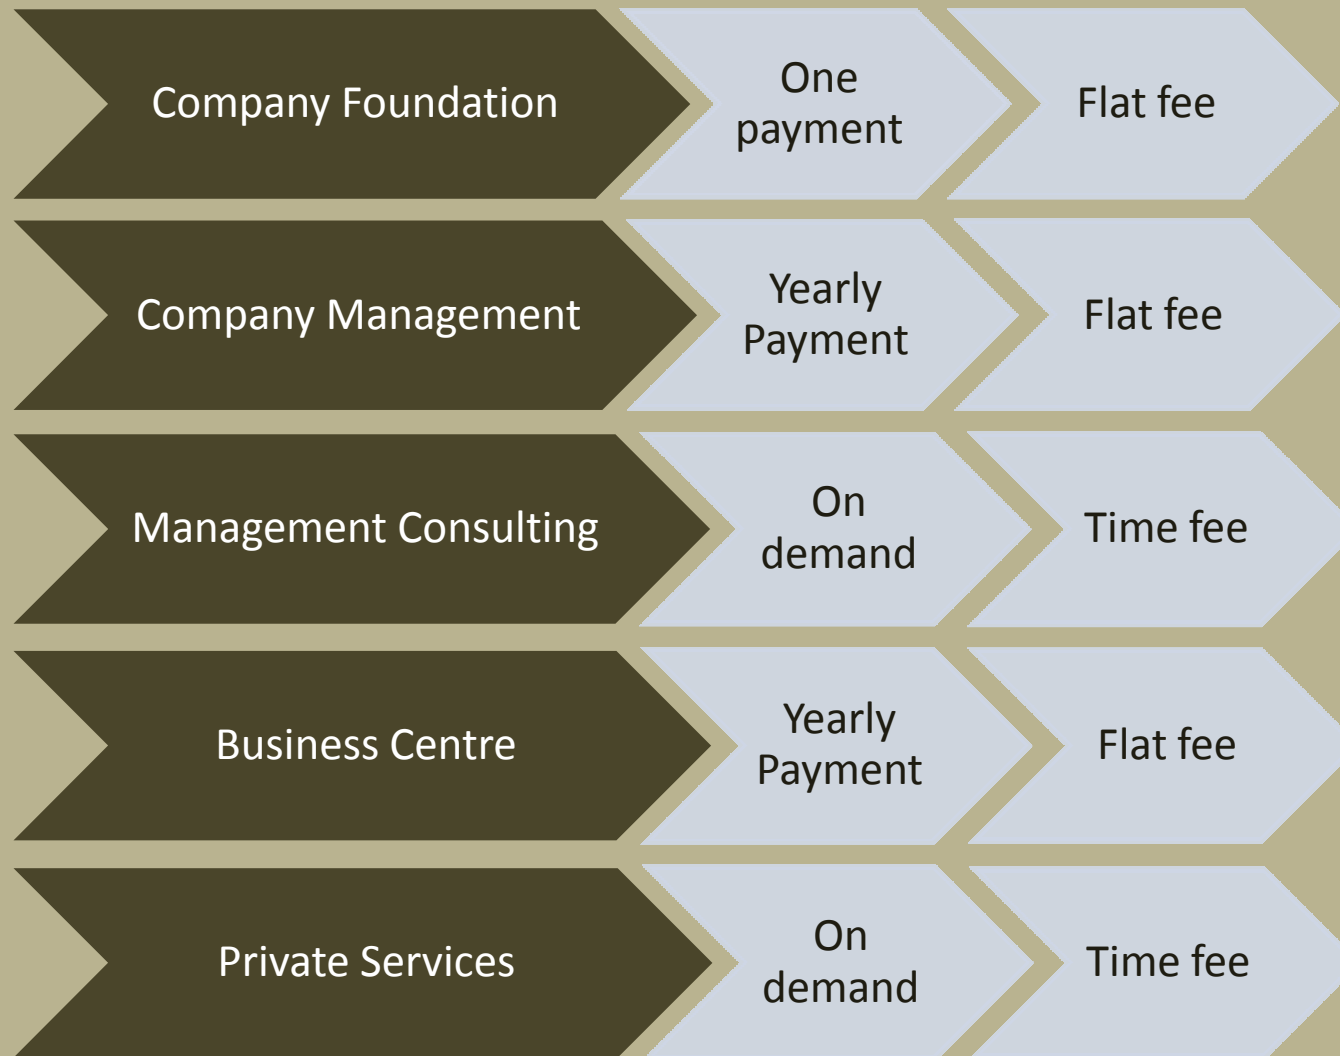 Company Foundation
One
payment
Flat fee
Company Management
Yearly
Payment
Flat fee
Management Consulting
On
demand
Time fee
Business Centre
Yearly
Payment
Flat fee
Private Services
On
demand
Time fee